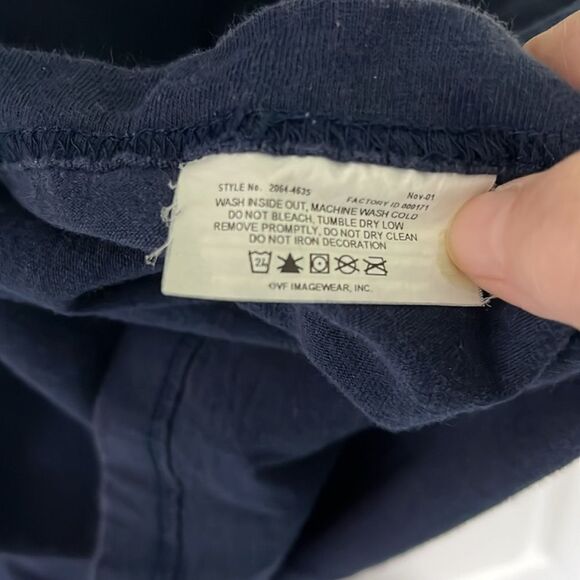 STYLE No. 2064-4635 Nov-01
FACTORY ID 000171
WASH INSIDE OUT, MACHINE WASH COLD
DO NOT BLEACH, TUMBLE DRY LOW
REMOVE PROMPTLY, DO NOT DRY CLEAN
DO NOT IRON DECORATION
©VF IMAGEWEAR, INC.